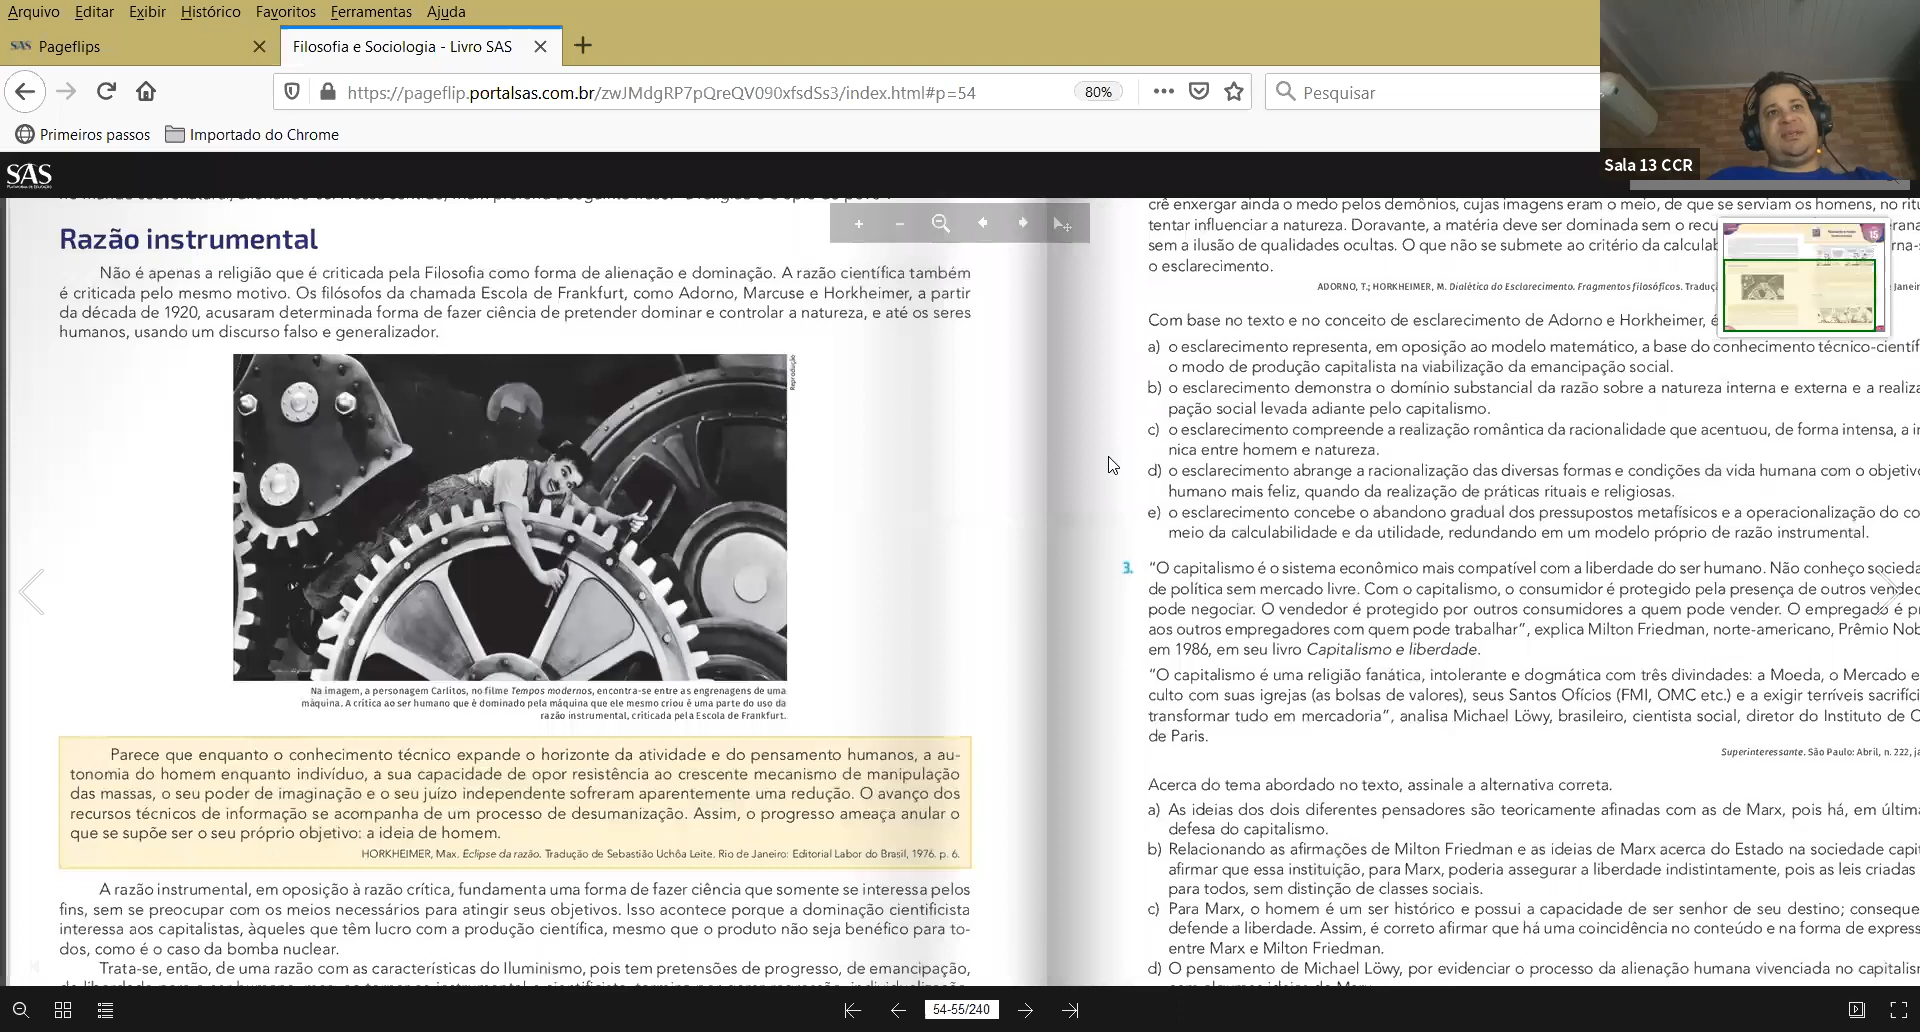 Arquivo Editar Exibir Histórico Favoritos Ferramentas Ajuda
SAS Pageflips
Filosofia e Sociologia - Livro SAS
https://pageflip.portalsas.com.br/zwJMdgRP7pQreQV090xfsdSs3/index.html#p=54
80%
Pesquisar
Primeiros passos Importado do Chrome
Sala 13 CCR
SAS
Razão instrumental
Não é apenas a religião que é criticada pela Filosofia como forma de alienação e dominação. A razão científica também
é criticada pelo mesmo motivo. Os filósofos da chamada Escola de Frankfurt, como Adorno, Marcuse e Horkheimer, a partir
da década de 1920, acusaram determinada forma de fazer ciência de pretender dominar e controlar a natureza, e até os seres
humanos, usando um discurso falso e generalizador.
Reprodução
Na imagem, a personagem Carlitos, no filme Tempos modernos, encontra-se entre as engrenagens de uma
máquina. A crítica ao ser humano que é dominado pela máquina que ele mesmo criou é uma parte do uso da
razão instrumental, criticada pela Escola de Frankfurt.
Parece que enquanto o conhecimento técnico expande o horizonte da atividade e do pensamento humanos, a au-
tonomia do homem enquanto indivíduo, a sua capacidade de opor resistência ao crescente mecanismo de manipulação
das massas, o seu poder de imaginação e o seu juízo independente sofreram aparentemente uma redução. O avanço dos
recursos técnicos de informação se acompanha de um processo de desumanização. Assim, o progresso ameaça anular o
que se supõe ser o seu próprio objetivo: a ideia de homem.
HORKHEIMER, Max. Eclipse da razão. Tradução de Sebastião Uchôa Leite. Rio de Janeiro: Editorial Labor do Brasil, 1976. p. 6.
A razão instrumental, em oposição à razão crítica, fundamenta uma forma de fazer ciência que somente se interessa pelos
fins, sem se preocupar com os meios necessários para atingir seus objetivos. Isso acontece porque a dominação cientificista
interessa aos capitalistas, àqueles que têm lucro com a produção científica, mesmo que o produto não seja benéfico para to-
dos, como é o caso da bomba nuclear.
Trata-se, então, de uma razão com as características do Iluminismo, pois tem pretensões de progresso, de emancipação,
crê enxergar ainda o medo pelos demônios, cujas imagens eram o meio, de que se serviam os homens, no ritu
tentar influenciar a natureza. Doravante, a matéria deve ser dominada sem o recu
sem a ilusão de qualidades ocultas. O que não se submete ao critério da calculab
o esclarecimento.
ADORNO, T.; HORKHEIMER, M. Dialética do Esclarecimento. Fragmentos filosóficos. Traduç
Com base no texto e no conceito de esclarecimento de Adorno e Horkheimer, é
a) o esclarecimento representa, em oposição ao modelo matemático, a base do conhecimento técnico-científ
o modo de produção capitalista na viabilização da emancipação social.
b) o esclarecimento demonstra o domínio substancial da razão sobre a natureza interna e externa e a realiza
pação social levada adiante pelo capitalismo.
c) o esclarecimento compreende a realização romântica da racionalidade que acentuou, de forma intensa, a i
nica entre homem e natureza.
d) o esclarecimento abrange a racionalização das diversas formas e condições da vida humana com o objetiv
humano mais feliz, quando da realização de práticas rituais e religiosas.
e) o esclarecimento concebe o abandono gradual dos pressupostos metafísicos e a operacionalização do co
meio da calculabilidade e da utilidade, redundando em um modelo próprio de razão instrumental.
3. "O capitalismo é o sistema econômico mais compatível com a liberdade do ser humano. Não conheço socieda
de política sem mercado livre. Com o capitalismo, o consumidor é protegido pela presença de outros vended
pode negociar. O vendedor é protegido por outros consumidores a quem pode vender. O empregado é p
aos outros empregadores com quem pode trabalhar", explica Milton Friedman, norte-americano, Prêmio Nob
em 1986, em seu livro Capitalismo e liberdade.
"O capitalismo é uma religião fanática, intolerante e dogmática com três divindades: a Moeda, o Mercado e
culto com suas igrejas (as bolsas de valores), seus Santos Ofícios (FMI, OMC etc.) e a exigir terríveis sacrifíc
transformar tudo em mercadoria", analisa Michael Löwy, brasileiro, cientista social, diretor do Instituto de C
de Paris.
Superinteressante. São Paulo: Abril, n. 222, ja
Acerca do tema abordado no texto, assinale a alternativa correta.
a) As ideias dos dois diferentes pensadores são teoricamente afinadas com as de Marx, pois há, em últim
defesa do capitalismo.
b) Relacionando as afirmações de Milton Friedman e as ideias de Marx acerca do Estado na sociedade capi
afirmar que essa instituição, para Marx, poderia assegurar a liberdade indistintamente, pois as leis criadas
para todos, sem distinção de classes sociais.
c) Para Marx, o homem é um ser histórico e possui a capacidade de ser senhor de seu destino; conseque
defende a liberdade. Assim, é correto afirmar que há uma coincidência no conteúdo e na forma de express
entre Marx e Milton Friedman.
d) O pensamento de Michael Löwy, por evidenciar o processo da alienação humana vivenciada no capitalis
54-55/240